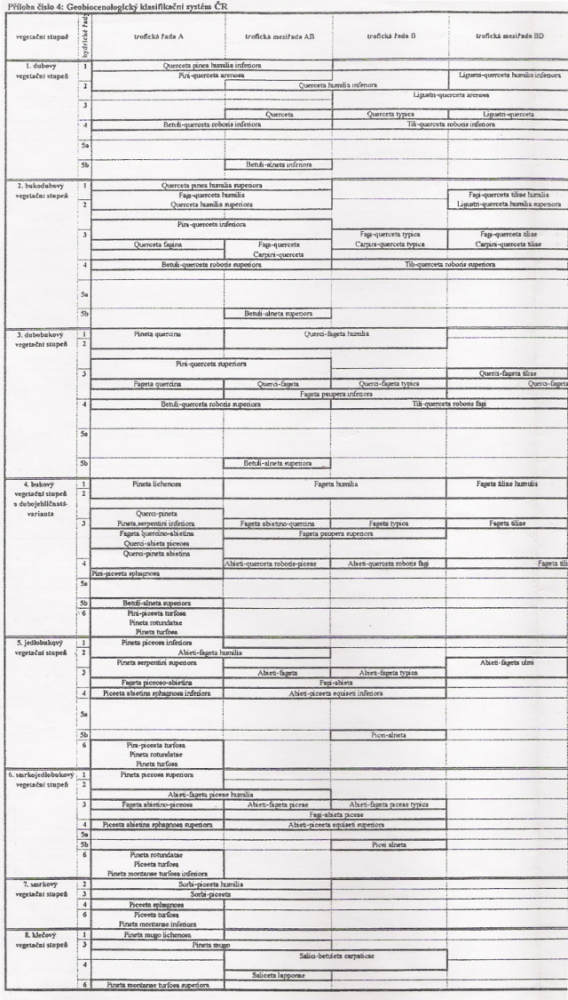 Příloha číslo 4: Geobiocenologický klasifikační systém ČR
vegetační stupně hydrické řady trofická řada A trofická meziřada AB trofická řada B trofická meziřada BD
1. dubový 1 Querceta pinea humilia inferiora
vegetační stupeň Pini-querceta arenosa Ligustri-querceta humilia inferiora
2 Querceta humilia inferiora
Ligustri-querceta arenosa
3
Querceta Querceta typica Ligustri-querceta
4 Betuli-querceta roboris inferiora Tili-querceta roboris inferiora
5a
5b Betuli-alneta inferiora
2. bukodubový 1 Querceta pinea humilia superiora
vegetační stupeň Fagi-querceta humilia Fagi-querceta tiliae humilia
2 Querceta humilia superiora Ligustri-querceta humilia superiora
Pini-querceta inferiora
3 Fagi-querceta typica Fagi-querceta tiliae
Querceta fagina Fagi-querceta Carpini-querceta typica Carpini-querceta tiliae
Carpini-querceta
4 Betuli-querceta roboris superiora Tili-querceta roboris superiora
5a
5b Betuli-alneta superiora
3. dubobukový 1 Pineta quercina Querci-fageta humilia
vegetační stupeň 2
Pini-querceta superiora
3 Querci-fageta tiliae
Fageta quercina Querci-fageta Querci-fageta typica Querci-fageta
Fageta paupera inferiora
4 Betuli-querceta roboris superiora Tili-querceta roboris fagi
5a
5b Betuli-alneta superiora
4. bukový 1 Pineta lichenosa Fageta humilia Fageta tiliae humilia
vegetační stupeň 2
a dubojehličnatá-
varianta Querci-pineta
3 Pineta serpentini inferiora Fageta abietino-quercina Fageta typica Fageta tiliae
Fageta quercino-abietina Fageta paupera superiora
Querci-abieta piceosa
Querci-pineta abietina
4 Abieti-querceta roboris-piceae Abieti-querceta roboris fagi Fageta tili
Pini-piceeta sphagnosa
5a
5b Betuli-alneta superiora
6 Pini-piceeta turfosa
Pineta rotundatae
Pineta turfosa
5. jedlobukový 1 Pineta piceosa inferiora
vegetační stupeň 2 Abieti-fageta humilia
Pineta serpentini superiora Abieti-fageta ulmi
3 Abieti-fageta Abieti-fageta typica
Fageta piceoso-abietina Fagi-abieta
4 Piceeta abietina sphagnosa inferiora Abieti-piceeta equiseti inferiora
5a
5b Picei-alneta
6 Pini-piceeta turfosa
Pineta rotundatae
Pineta turfosa
6. smrkojedlobukový 1 Pineta piceosa superiora
vegetační stupeň 2
Abieti-fageta piceae humilia
3 Fageta abietino-piceosa Abieti-fageta piceae Abieti-fageta piceae typica
Fagi-abieta piceae
4 Piceeta abietina sphagnosa superiora Abieti-piceeta equiseti superiora
5a
5b Picei alneta
6 Pineta rotundatae
Piceeta turfosa
Pineta montanae turfosa inferiora
7. smrkový 2 Sorbi-piceeta humilia
vegetační stupeň 3 Sorbi-piceeta
4 Piceeta sphagnosa
6 Piceeta turfosa
Pineta montanae inferiora
8. klečový 1 Pineta mugo lichenosa
vegetační stupeň 3 Pineta mugo
Salici-betuleta carpaticae
4
Saliceta lapponae
6 Pineta montanae turfosa superiora